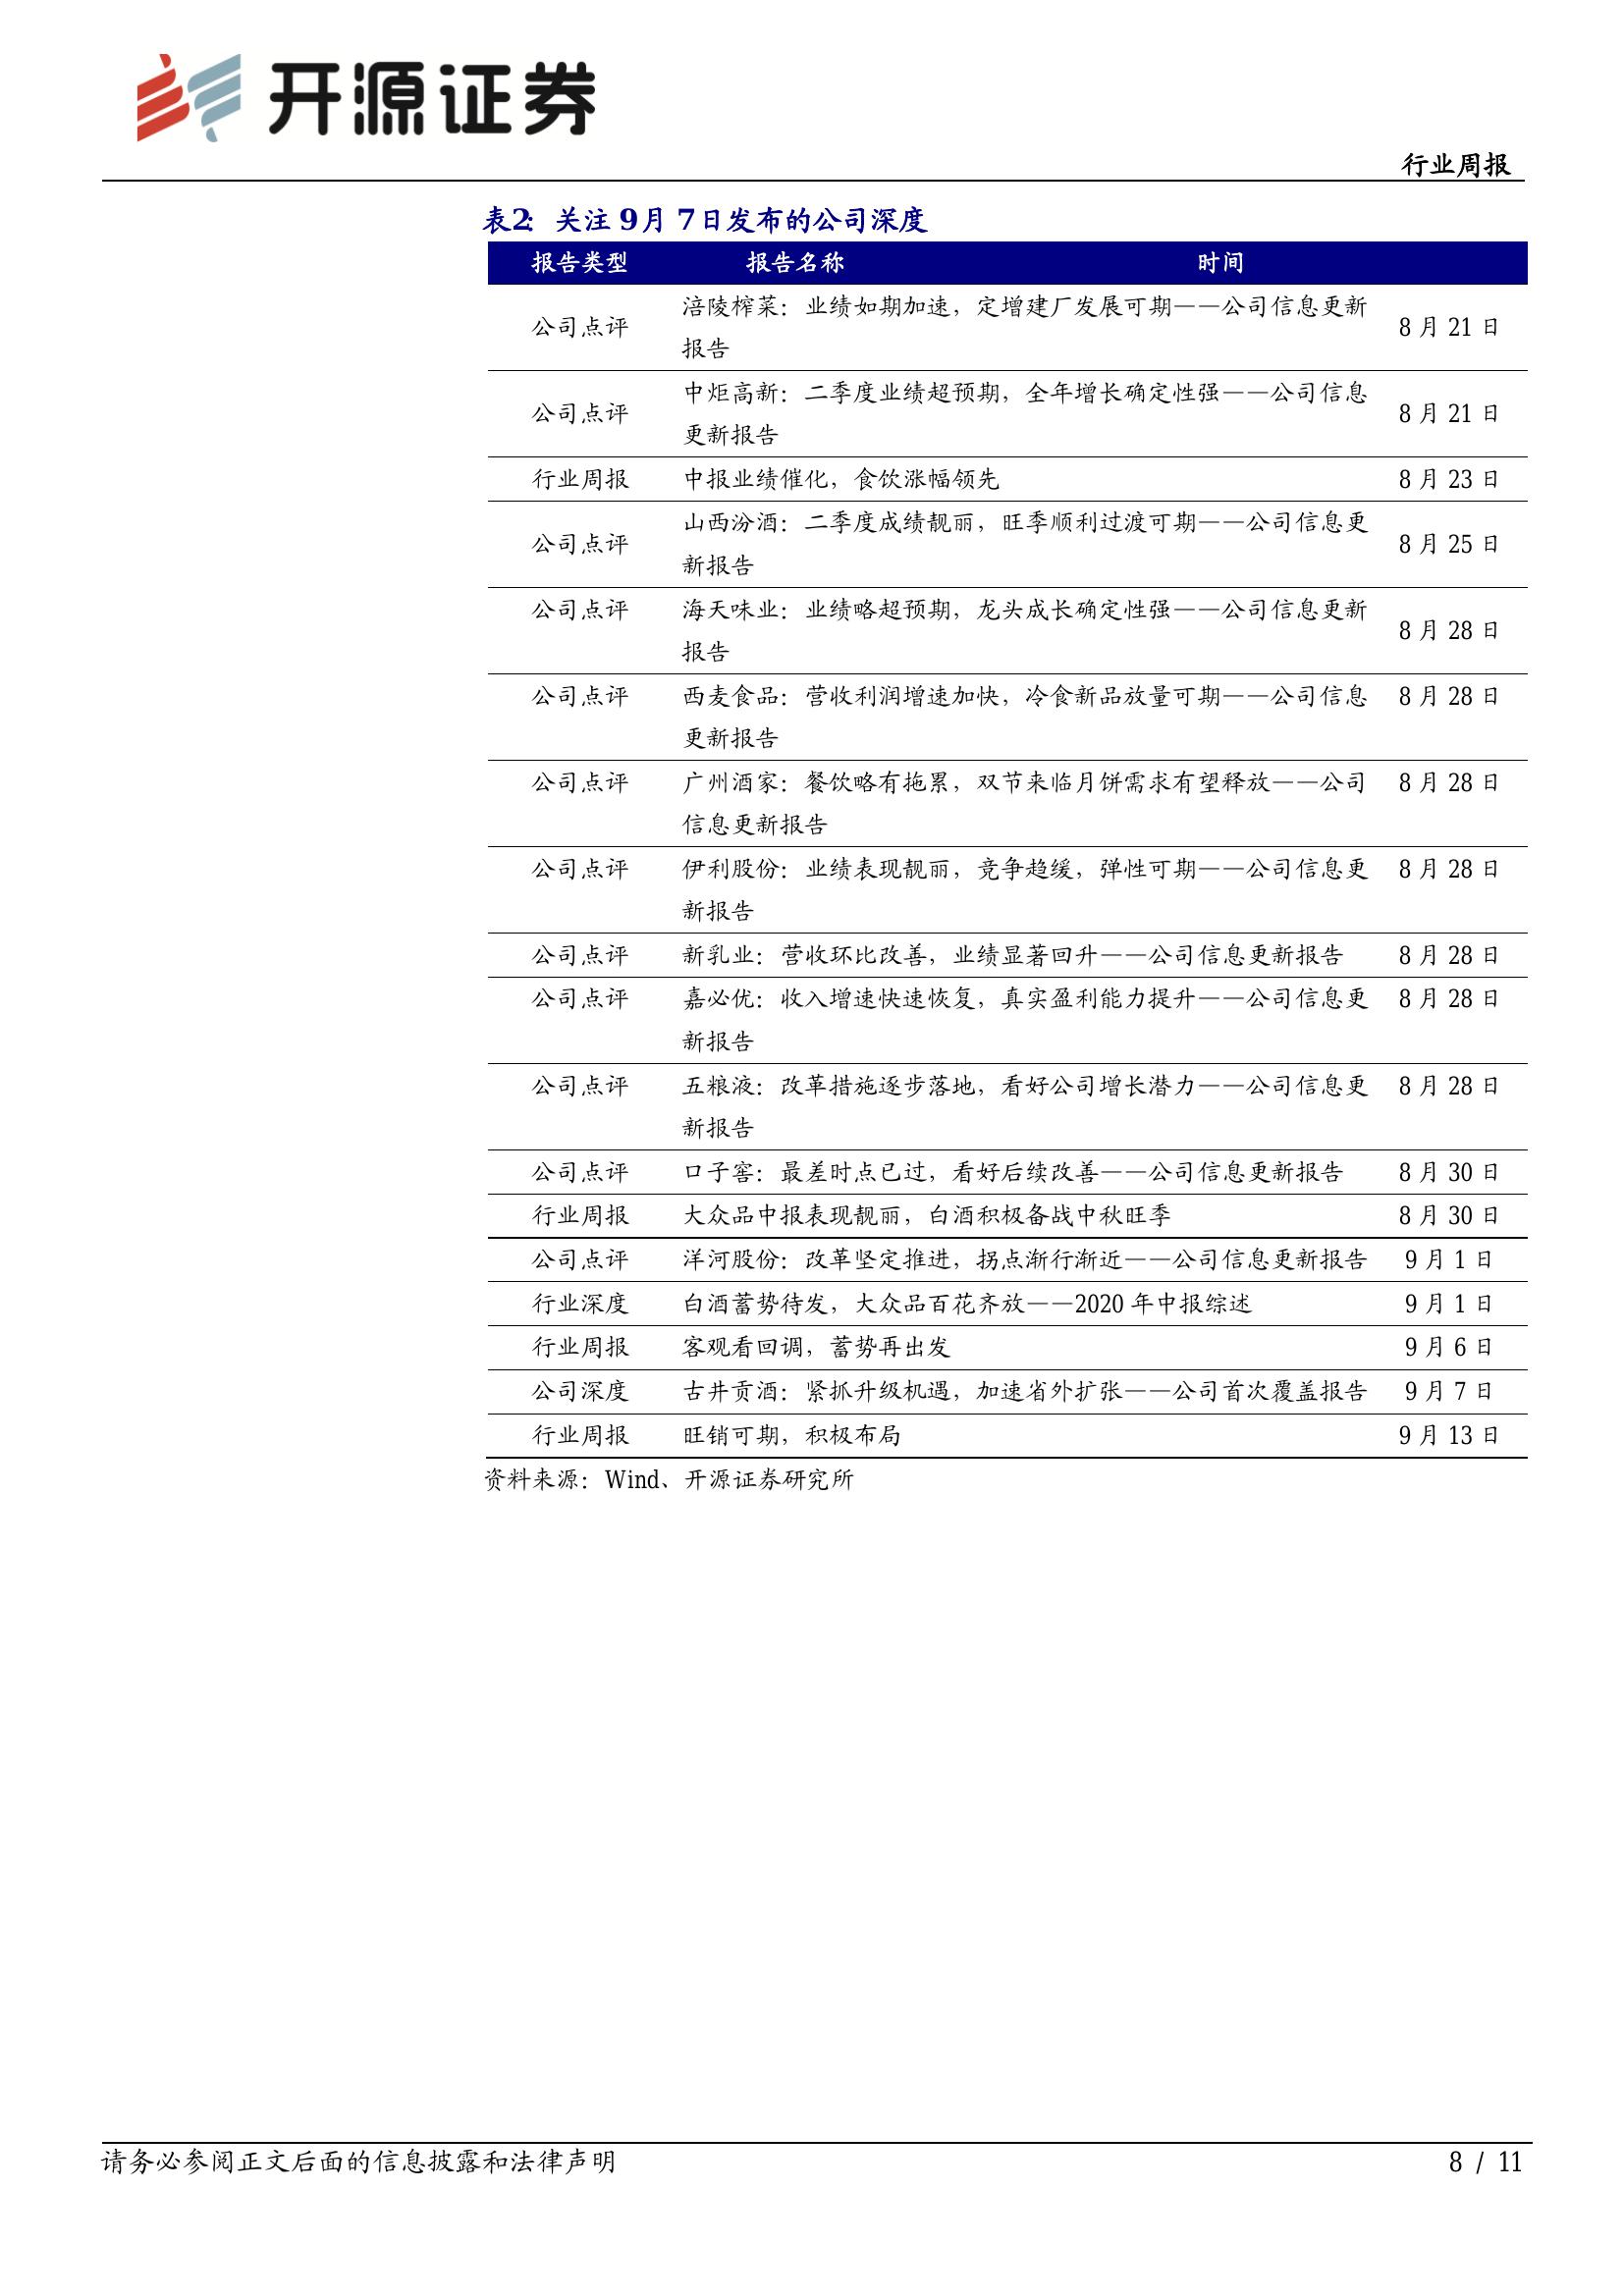 开源证券
行业周报
表2: 关注9月7日发布的公司深度
报告类型 报告名称 时间
涪陵榨菜：业绩如期加速，定增建厂发展可期——公司信息更新
公司点评 8月21日
报告
中炬高新：二季度业绩超预期，全年增长确定性强——公司信息
公司点评 8月21日
更新报告
行业周报 中报业绩催化，食饮涨幅领先 8月23日
山西汾酒：二季度成绩靓丽，旺季顺利过渡可期——公司信息更
公司点评 8月25日
新报告
公司点评 海天味业：业绩略超预期，龙头成长确定性强——公司信息更新
8月28日
报告
公司点评 西麦食品：营收利润增速加快，冷食新品放量可期——公司信息 8月28日
更新报告
公司点评 广州酒家：餐饮略有拖累，双节来临月饼需求有望释放——公司 8月28日
信息更新报告
公司点评 伊利股份：业绩表现靓丽，竞争趋缓，弹性可期——公司信息更 8月28日
新报告
公司点评 新乳业：营收环比改善，业绩显著回升——公司信息更新报告 8月28日
公司点评 嘉必优：收入增速快速恢复，真实盈利能力提升——公司信息更 8月28日
新报告
公司点评 五粮液：改革措施逐步落地，看好公司增长潜力——公司信息更 8月28日
新报告
公司点评 口子窖：最差时点已过，看好后续改善——公司信息更新报告 8月30日
行业周报 大众品中报表现靓丽，白酒积极备战中秋旺季 8月30日
公司点评 洋河股份：改革坚定推进，拐点渐行渐近——公司信息更新报告 9月1日
行业深度 白酒蓄势待发，大众品百花齐放——2020年中报综述 9月1日
行业周报 客观看回调，蓄势再出发 9月6日
公司深度 古井贡酒：紧抓升级机遇，加速省外扩张——公司首次覆盖报告 9月7日
行业周报 旺销可期，积极布局 9月13日
资料来源：Wind、开源证券研究所
请务必参阅正文后面的信息披露和法律声明 8 / 11